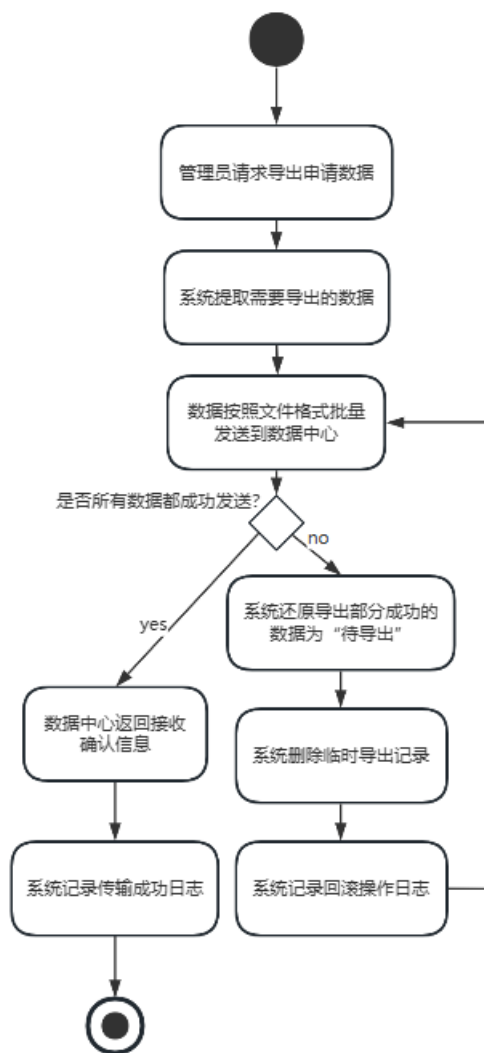 管理员请求导出申请数据
系统提取需要导出的数据
数据按照文件格式批量
发送到数据中心
是否所有数据都成功发送?
no
yes
系统还原导出部分成功的
数据为“待导出”
数据中心返回接收
确认信息
系统删除临时导出记录
系统记录传输成功日志
系统记录回滚操作日志